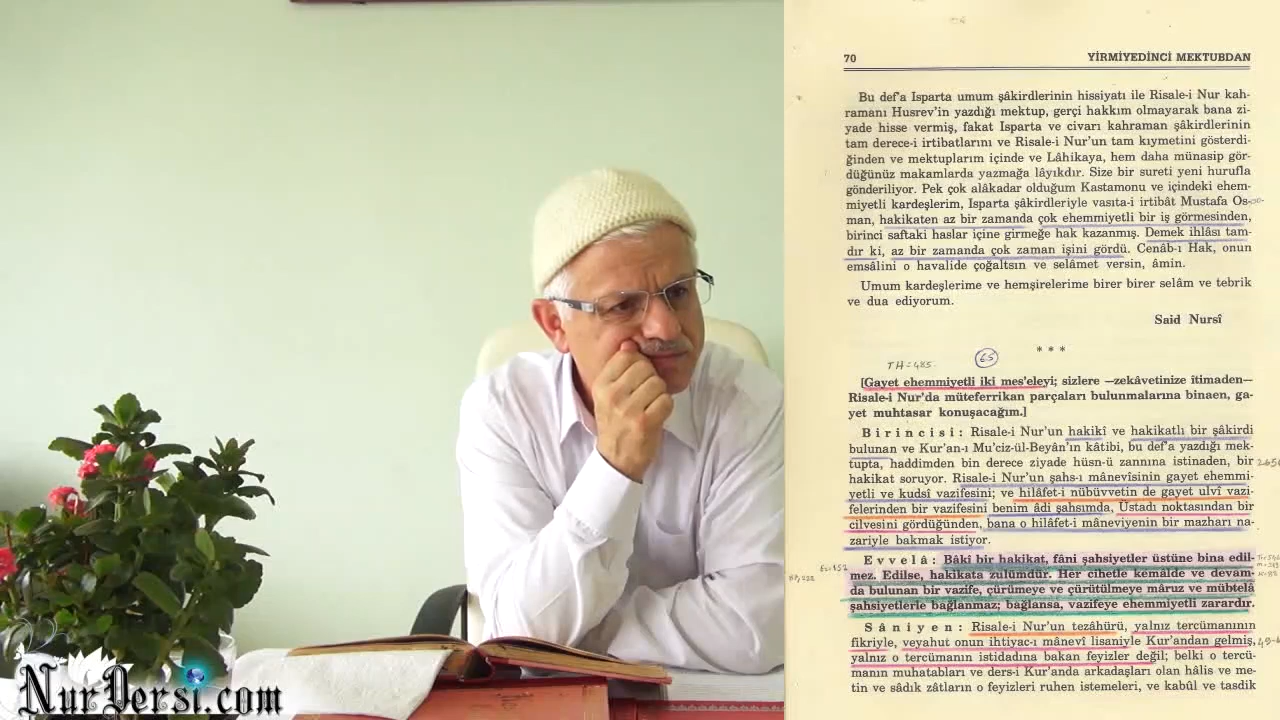 70 YİRMİYEDİNCİ MEKTUBDAN
Bu def'a Isparta umum şâkirdlerinin hissiyatı ile Risale-i Nur kah-
ramanı Husrev'in yazdığı mektup, gerçi hakkım olmayarak bana zi-
yade hisse vermiş, fakat Isparta ve civarı kahraman şâkirdlerinin
tam derece-i irtibatlarını ve Risale-i Nur'un tam kıymetini gösterdi-
ğinden ve mektuplarım içinde ve Lâhikaya, hem daha münasip gör-
düğünüz makamlarda yazmağa lâyıkdır. Size bir sureti yeni hurufla
gönderiliyor. Pek çok alâkadar olduğum Kastamonu ve içindeki ehem-
miyetli kardeşlerim, Isparta şâkirdleriyle vasıta-i irtibât Mustafa Os-
man, hakikaten az bir zamanda çok ehemmiyetli bir iş görmesinden,
birinci saftaki haslar içine girmeğe hak kazanmış. Demek ihlâsı tam-
dır ki, az bir zamanda çok zaman işini gördü. Cenâb-ı Hak, onun
emsâlini o havalide çoğaltsın ve selâmet versin, âmin.
Umum kardeşlerime ve hemşirelerime birer birer selâm ve tebrik
ve dua ediyorum.
Said Nursî
* * *
TH=485 65
[Gayet ehemmiyetli iki mes'eleyi; sizlere —zekâvetinize îtimaden—
Risale-i Nur'da müteferrikan parçaları bulunmalarına binaen, ga-
yet muhtasar konuşacağım.]
Birincisi: Risale-i Nur'un hakikî ve hakikatlı bir şâkirdi
bulunan ve Kur'an-ı Mu'ciz-ül-Beyân'ın kâtibi, bu def'a yazdığı mek-
tupta, haddimden bin derece ziyade hüsn-ü zannına istinaden, bir
hakikat soruyor. Risale-i Nur'un şahs-ı mânevîsinin gayet ehemmi-
yetli ve kudsî vazifesini; ve hilâfet-i nübüvvetin de gayet ulvî vazi-
felerinden bir vazifesini benim âdi şahsımda, Üstadı noktasından bir
cilvesini gördüğünden, bana o hilâfet-i mâneviyenin bir mazharı na-
zariyle bakmak istiyor.
Evvelâ: Bâki bir hakikat, fâni şahsiyetler üstüne bina edil-
mez. Edilse, hakikata zulümdür. Her cihetle kemâlde ve devam-
da bulunan bir vazife, çürümeye ve çürütülmeye mâruz ve mübtelâ
şahsiyetlerle bağlanmaz; bağlansa, vazifeye ehemmiyetli zarardır.
Sâniyen: Risale-i Nur'un tezâhürü, yalnız tercümanının
fikriyle, veyahut onun ihtiyac-ı mânevî lisaniyle Kur'andan gelmiş,
yalnız o tercümanın istidadına bakan feyizler değil; belki o tercü-
manın muhatabları ve ders-i Kur'anda arkadaşları olan hâlis ve me-
tin ve sâdık zâtların o feyizleri ruhen istemeleri, ve kabûl ve tasdik
NurDersi.com